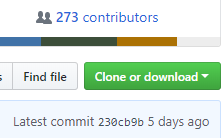 273 contributors
s Find file Clone or download
Latest commit 230cb9b 5 days ago